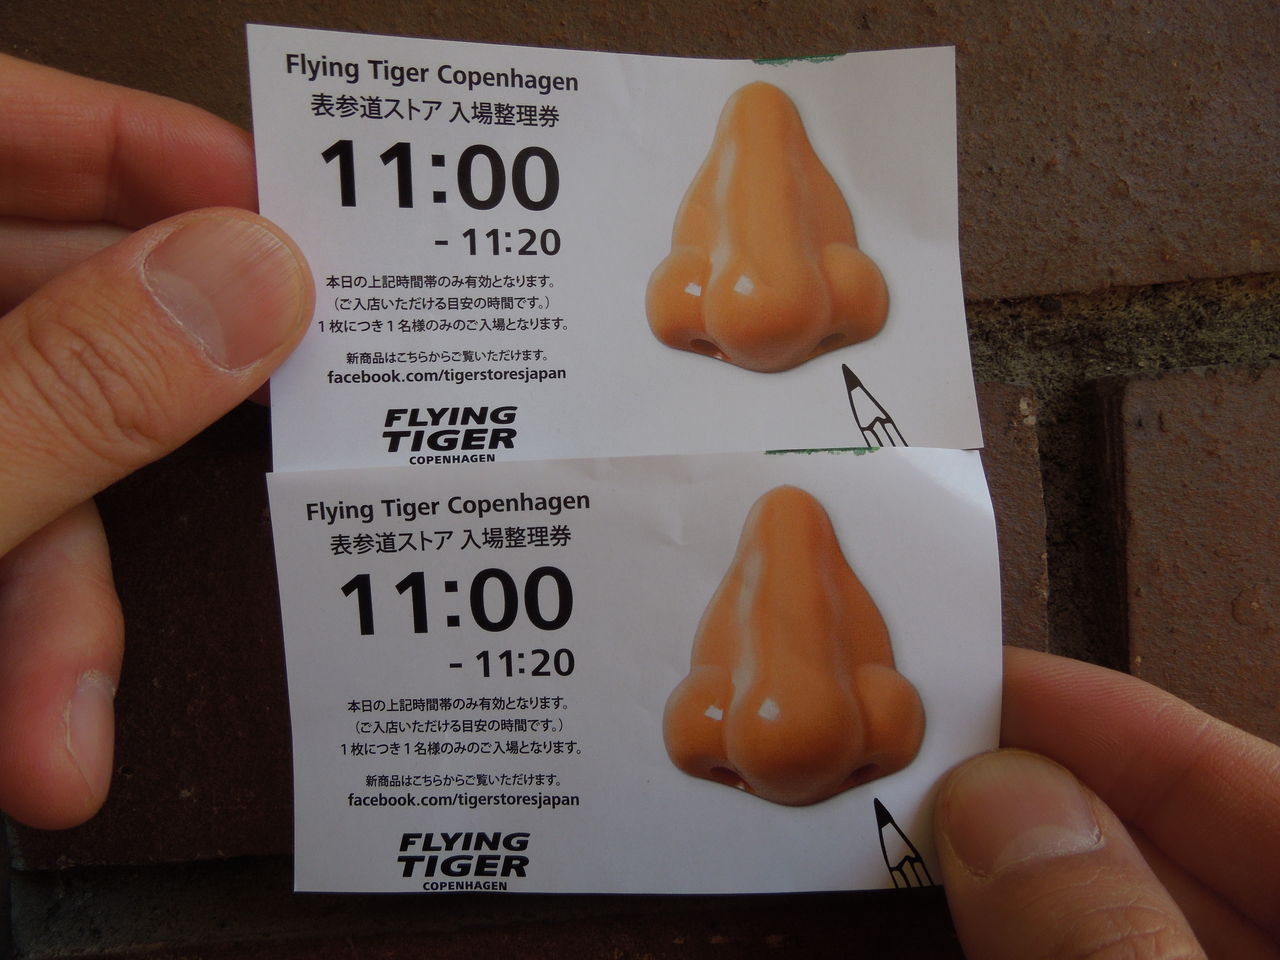 Flying Tiger Copenhagen
表参道ストア 入場整理券
11:00
- 11:20
本日の上記時間帯のみ有効となります。
(ご入店いただける目安の時間です。)
1枚につき1名様のみのご入場となります。
新商品はこちらからご覧いただけます。
facebook.com/tigerstoresjapan
FLYING
TIGER
COPENHAGEN
Flying Tiger Copenhagen
表参道ストア 入場整理券
11:00
- 11:20
本日の上記時間帯のみ有効となります。
(ご入店いただける目安の時間です。)
1枚につき1名様のみのご入場となります。
新商品はこちらからご覧いただけます。
facebook.com/tigerstoresjapan
FLYING
TIGER
COPENHAGEN